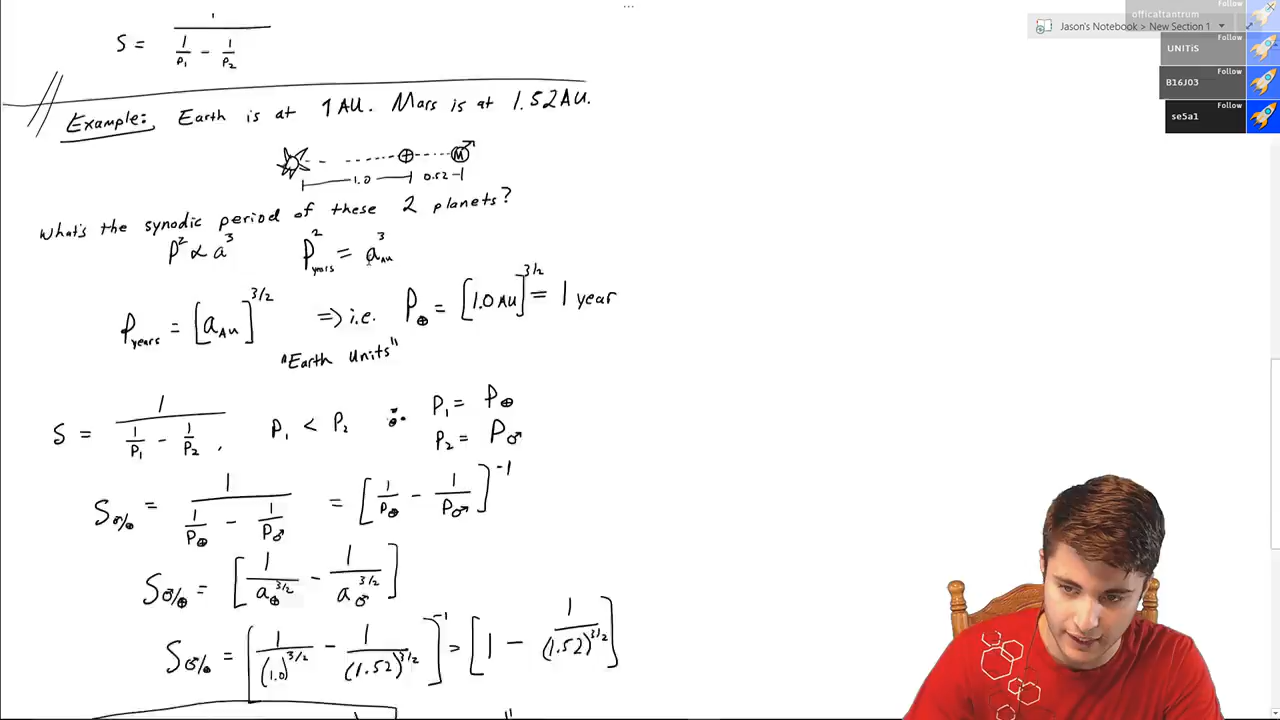 S = 1 / (1/P₁ - 1/P₂)
Example: Earth is at 1 AU. Mars is at 1.52 AU.
M
1.0 0.52
What's the synodic period of these 2 planets?
P² ∝ a³ P²years = a³AU
Pyears = [aAU]^3/2 ⇒ i.e. P⊕ = [1.0 AU]^3/2 = 1 year
"Earth Units"
S = 1 / (1/P₁ - 1/P₂), P₁ < P₂ ∴ P₁ = P⊕
P₂ = P♂
S♂/⊕ = 1 / (1/P⊕ - 1/P♂) = [1/P⊕ - 1/P♂]^-1
S♂/⊕ = [1/a⊕^3/2 - 1/a♂^3/2]
S♂/⊕ = [1/(1.0)^3/2 - 1/(1.52)^3/2]^-1 = [1 - 1/(1.52)^3/2]
Jason's Notebook > New Section 1
officaltantrum Follow
UNITiS Follow
B16J03 Follow
se5a1 Follow